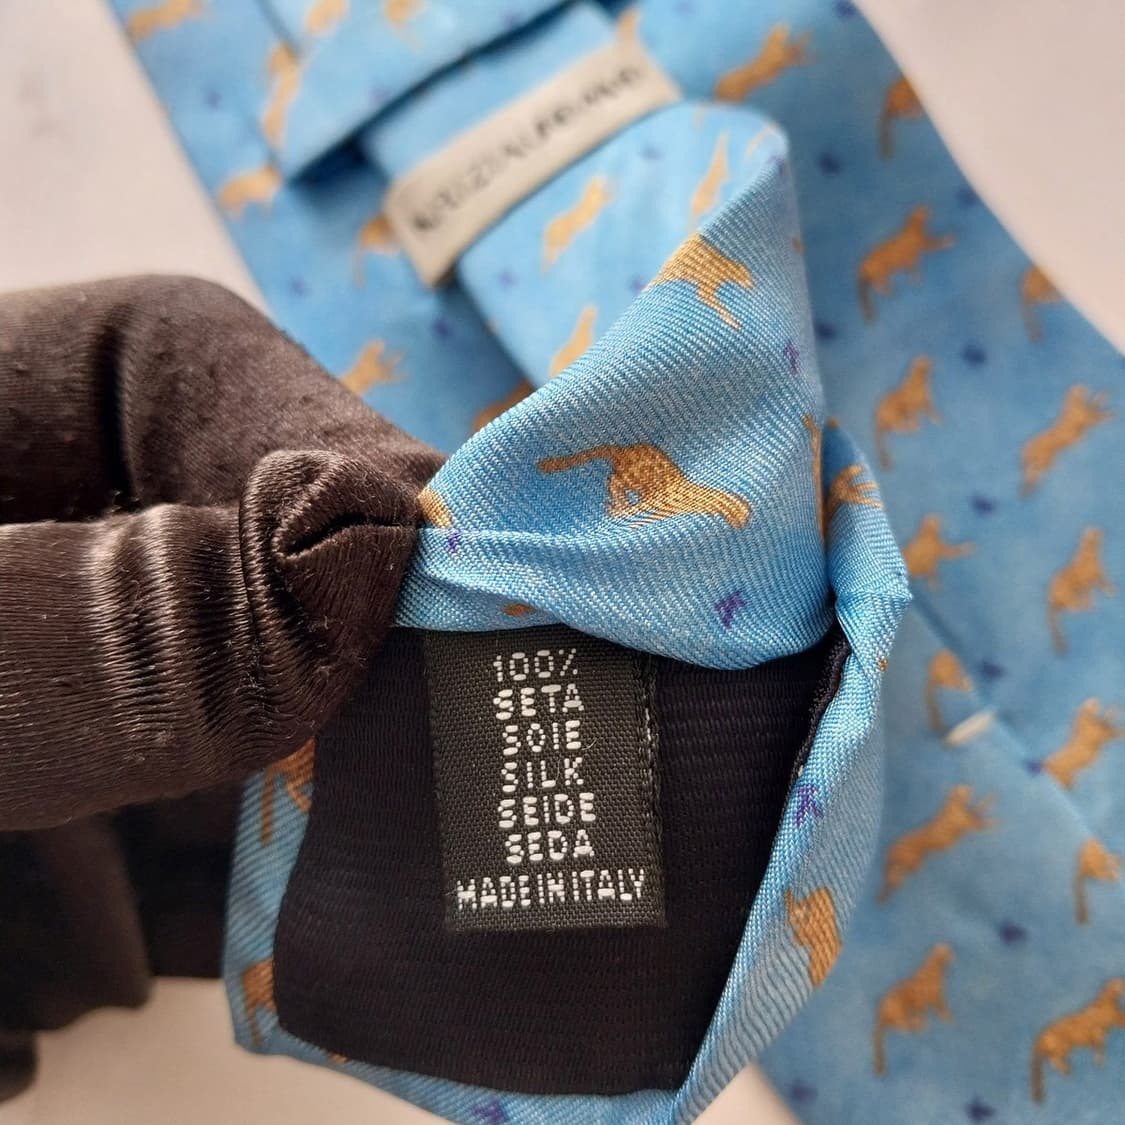 100%
SETA
SOIE
SILK
SEIDE
SEDA
MADE IN ITALY